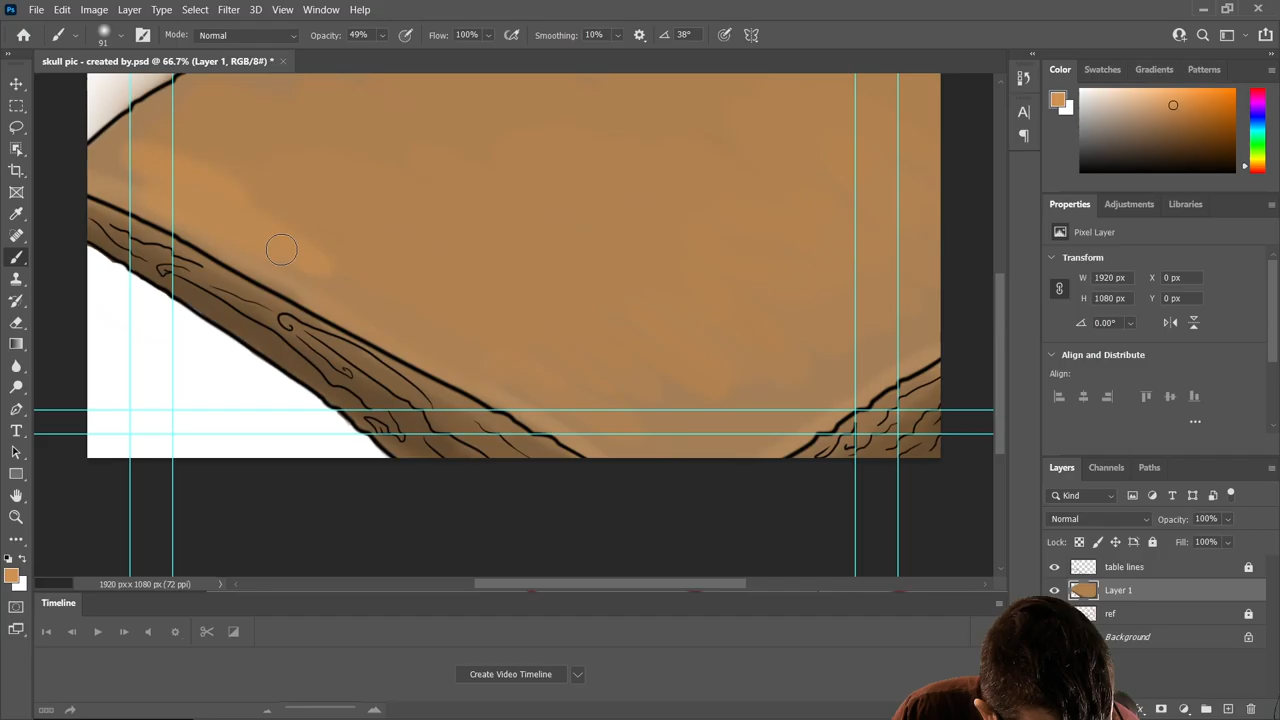 Ps File Edit Image Layer Type Select Filter 3D View Window Help
91 Mode: Normal Opacity: 49% Flow: 100% Smoothing: 10% 38°
skull pic - created by.psd @ 66.7% (Layer 1, RGB/8#) *
Color Swatches Gradients Patterns
Properties Adjustments Libraries
Pixel Layer
Transform
W 1920 px X 0 px
H 1080 px Y 0 px
0.00°
Align and Distribute
Align:
Layers Channels Paths
Kind
Normal Opacity: 100%
Lock: Fill: 100%
table lines
Layer 1
ref
Background
1920 px x 1080 px (72 ppi)
Timeline
Create Video Timeline